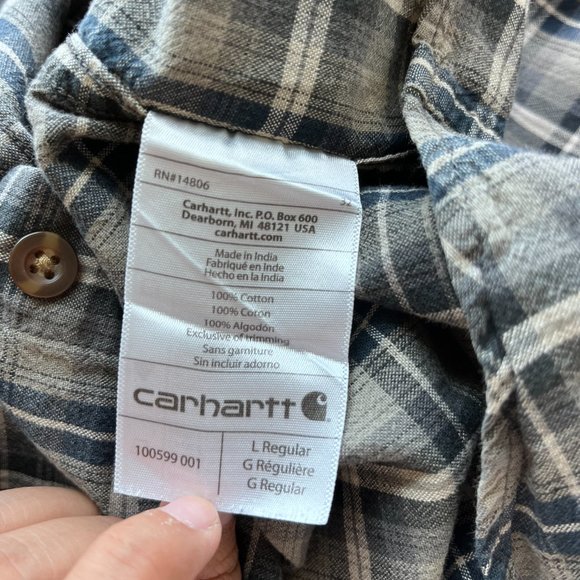 RN#14806
Carhartt, Inc. P.O. Box 600
Dearborn, MI 48121 USA
carhartt.com
Made in India
Fabriqué en Inde
Hecho en la India
100% Cotton
100% Coton
100% Algodón
Exclusive of trimming
Sans garniture
Sin incluir adorno
carhartt
100599 001
L Regular
G Régulière
G Regular